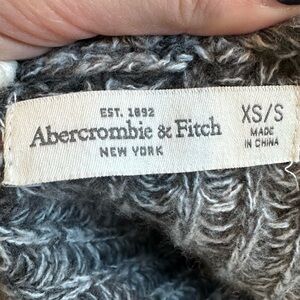 EST. 1892
Abercrombie & Fitch
NEW YORK
XS/S
MADE
IN CHINA